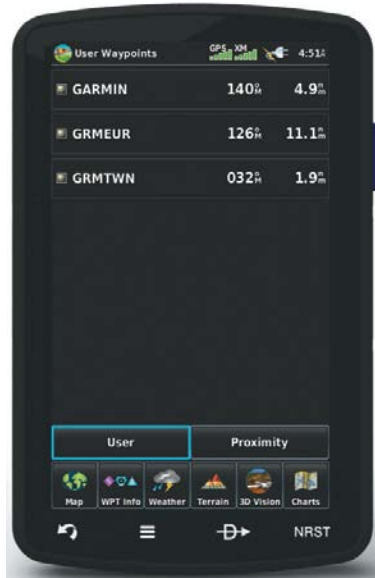 User Waypoints GPS XM 4:51
GARMIN 140°M 4.9nm
GRMEUR 126°M 11.1nm
GRMTWN 032°M 1.9nm
User Proximity
Map WPT Info Weather Terrain 3D Vision Charts
NRST